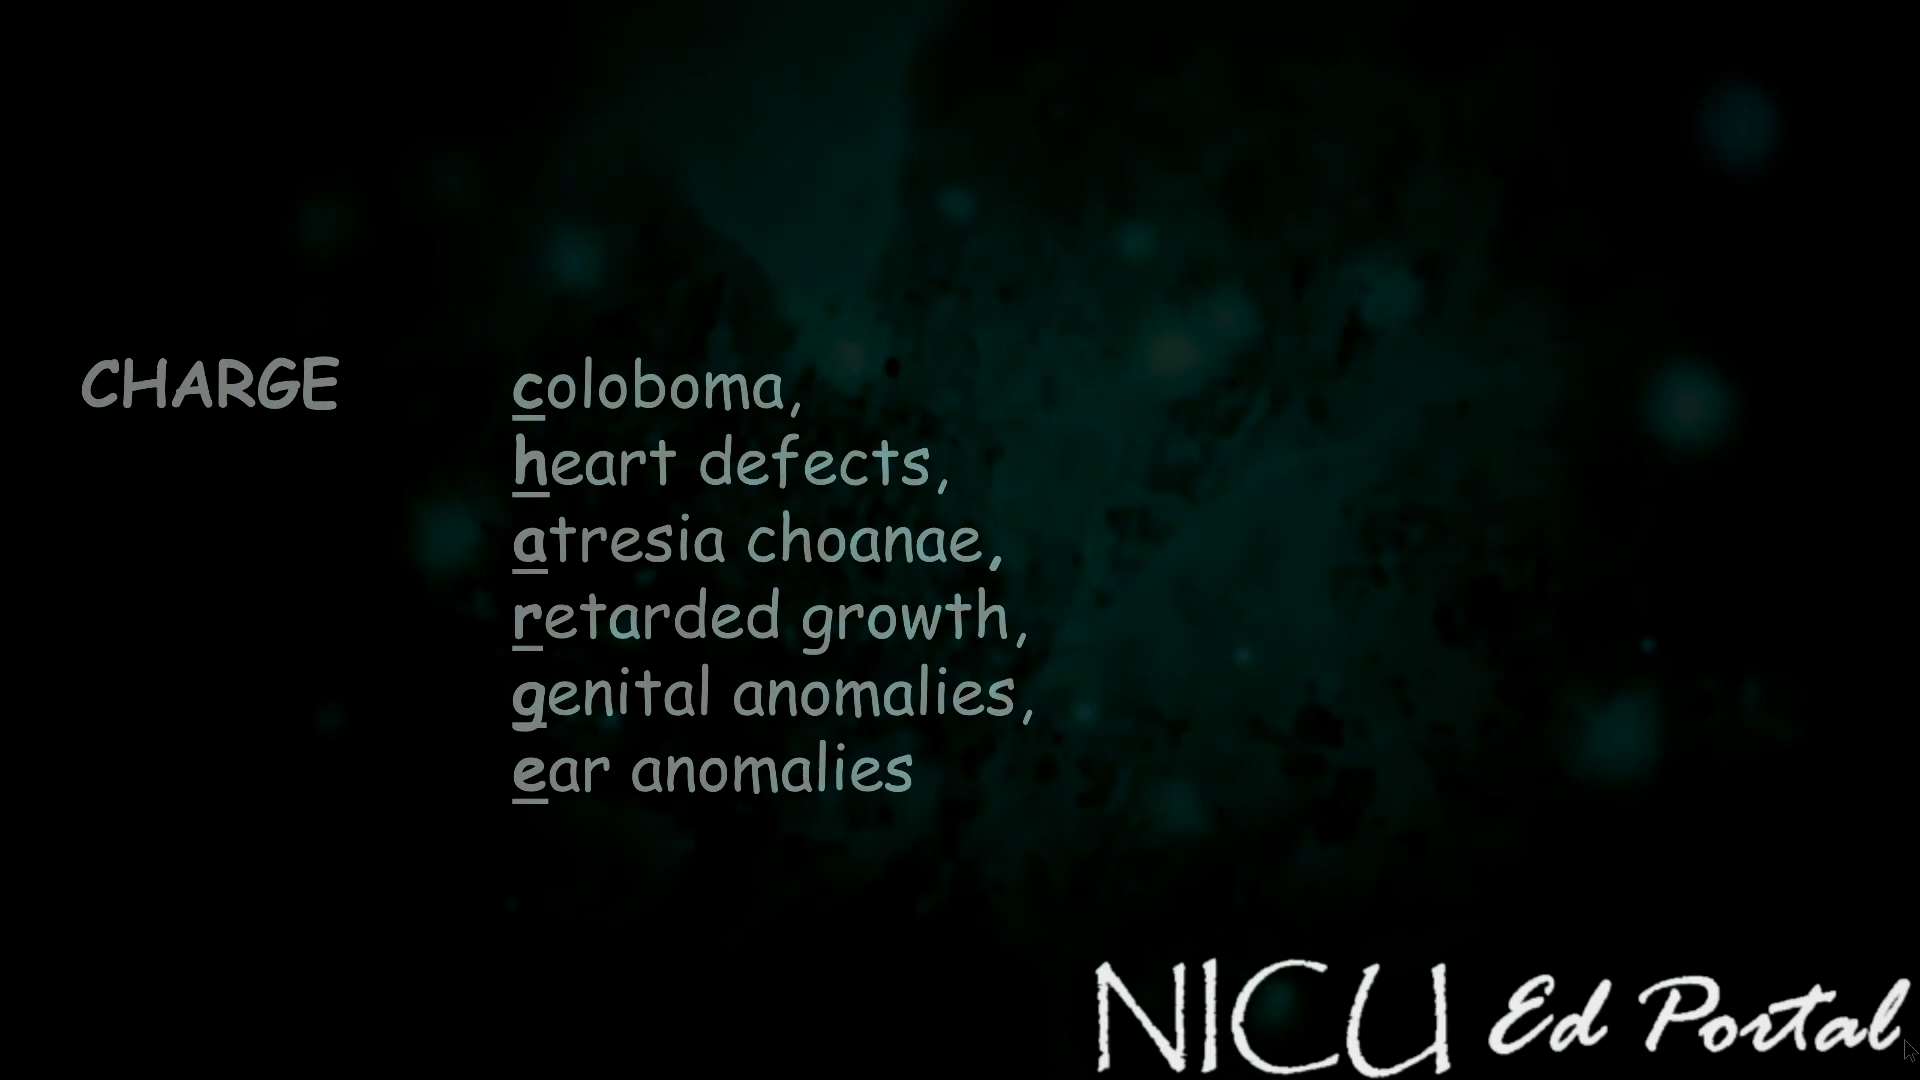 CHARGE coloboma,
heart defects,
atresia choanae,
retarded growth,
genital anomalies,
ear anomalies
NICU Ed Portal